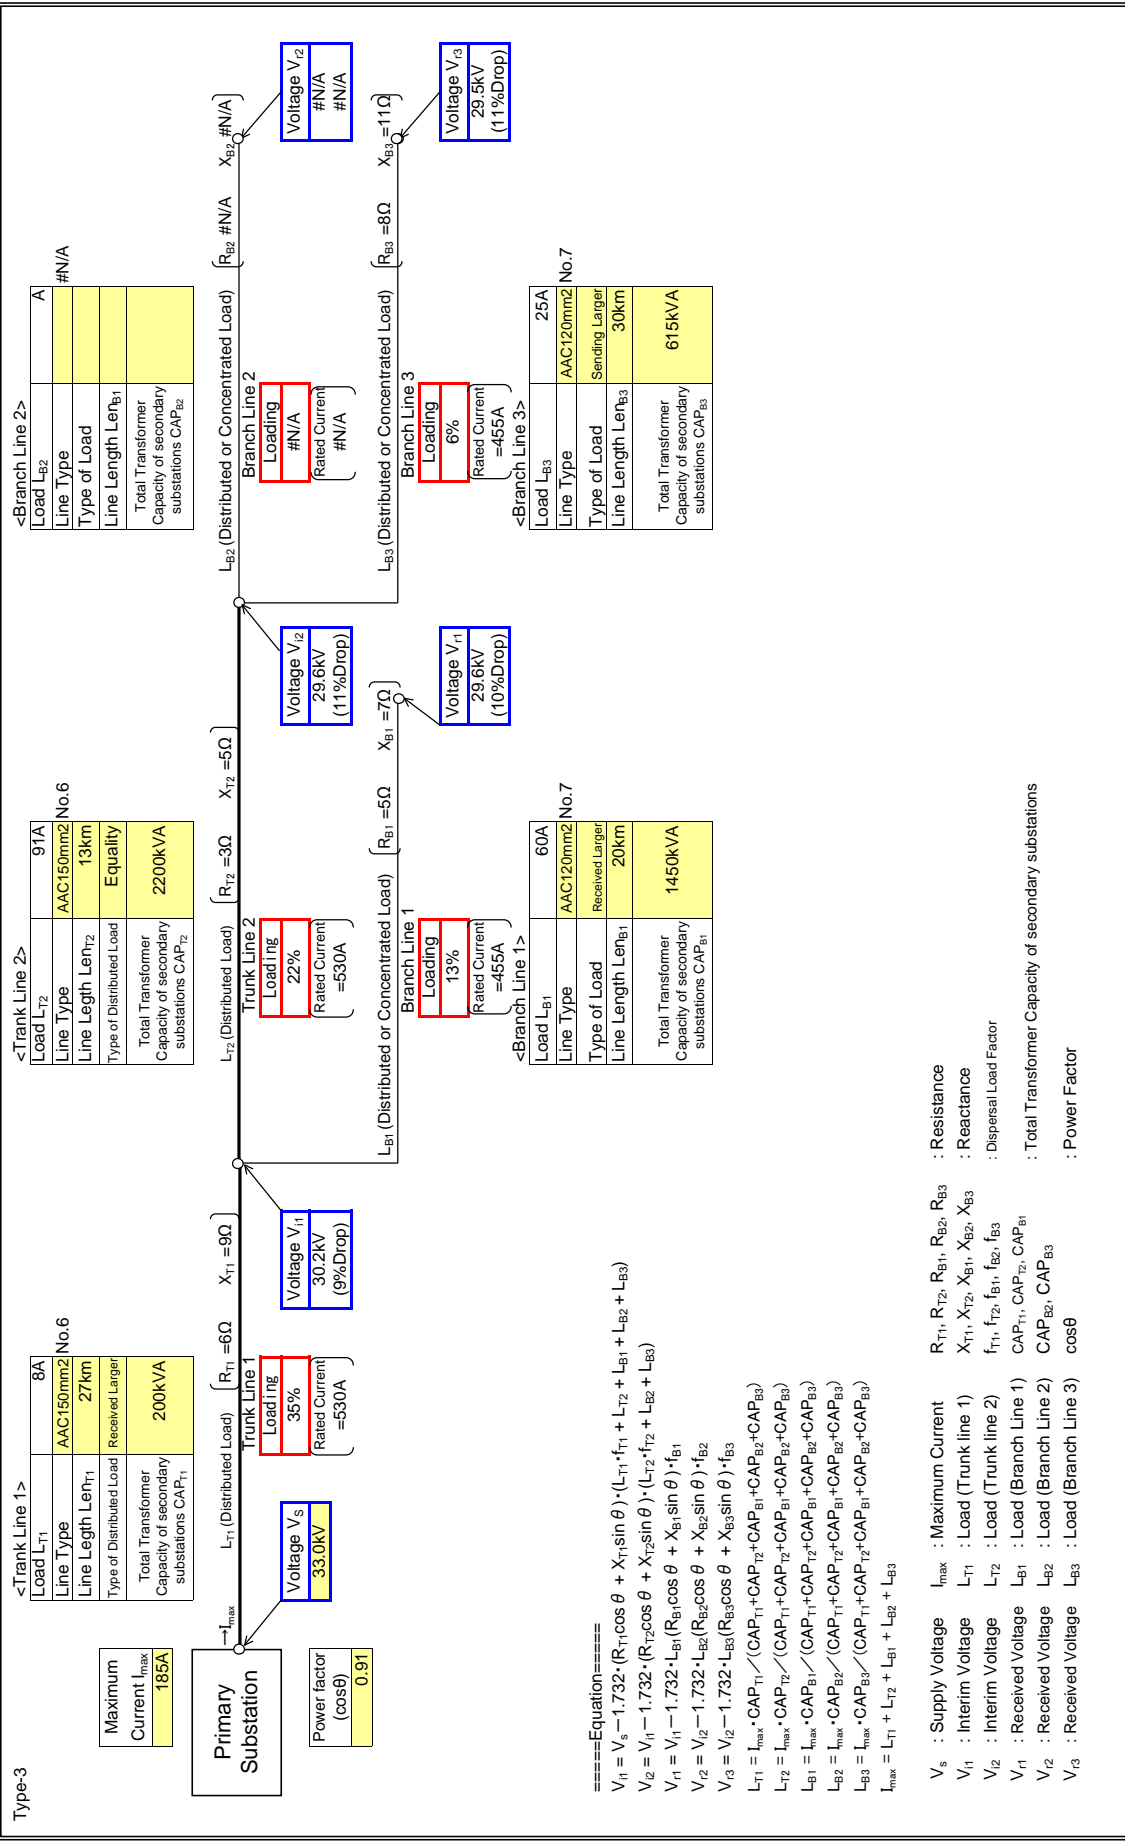 Type-3
Maximum
Current Imax
185A
Primary
Substation
Power factor
(cosθ)
0.91
→Imax
Voltage VS
33.0kV
<Trank Line 1>
Load LT1 8A
Line Type AAC150mm2 No.6
Line Legth LenT1 27km
Type of Distributed Load Received Larger
Total Transformer
Capacity of secondary
substations CAPT1
200kVA
LT1 (Distributed Load)
RT1 =6Ω XT1 =9Ω
Trunk Line 1
Loading
35%
Rated Current
=530A
Voltage Vi1
30.2kV
(9%Drop)
<Trank Line 2>
Load LT2 91A
Line Type AAC150mm2 No.6
Line Legth LenT2 13km
Type of Distributed Load Equality
Total Transformer
Capacity of secondary
substations CAPT2
2200kVA
LT2 (Distributed Load)
RT2 =3Ω XT2 =5Ω
Trunk Line 2
Loading
22%
Rated Current
=530A
Voltage Vi2
29.6kV
(11%Drop)
LB1 (Distributed or Concentrated Load)
RB1 =5Ω XB1 =7Ω
Branch Line 1
Loading
13%
Rated Current
=455A
Voltage Vr1
29.6kV
(10%Drop)
<Branch Line 1>
Load LB1 60A
Line Type AAC120mm2 No.7
Type of Load Received Larger
Line Length LenB1 20km
Total Transformer
Capacity of secondary
substations CAPB1
1450kVA
<Branch Line 2>
Load LB2 A
Line Type #N/A
Type of Load
Line Length LenB1
Total Transformer
Capacity of secondary
substations CAPB2
LB2 (Distributed or Concentrated Load)
RB2 #N/A XB2 #N/A
Branch Line 2
Loading
#N/A
Rated Current
#N/A
Voltage Vr2
#N/A
#N/A
LB3 (Distributed or Concentrated Load)
RB3 =8Ω XB3 =11Ω
Branch Line 3
Loading
6%
Rated Current
=455A
Voltage Vr3
29.5kV
(11%Drop)
<Branch Line 3>
Load LB3 25A
Line Type AAC120mm2 No.7
Type of Load Sending Larger
Line Length LenB3 30km
Total Transformer
Capacity of secondary
substations CAPB3
615kVA
=====Equation=====
Vi1 = Vs－1.732・(RT1cos θ + XT1sin θ)・(LT1・fT1 + LT2 + LB1 + LB2 + LB3)
Vi2 = Vi1－1.732・(RT2cos θ + XT2sin θ)・(LT2・fT2 + LB2 + LB3)
Vr1 = Vi1－1.732・LB1(RB1cos θ + XB1sin θ)・fB1
Vr2 = Vi2－1.732・LB2(RB2cos θ + XB2sin θ)・fB2
Vr3 = Vi2－1.732・LB3(RB3cos θ + XB3sin θ)・fB3
LT1 = Imax・CAPT1／(CAPT1+CAPT2+CAPB1+CAPB2+CAPB3)
LT2 = Imax・CAPT2／(CAPT1+CAPT2+CAPB1+CAPB2+CAPB3)
LB1 = Imax・CAPB1／(CAPT1+CAPT2+CAPB1+CAPB2+CAPB3)
LB2 = Imax・CAPB2／(CAPT1+CAPT2+CAPB1+CAPB2+CAPB3)
LB3 = Imax・CAPB3／(CAPT1+CAPT2+CAPB1+CAPB2+CAPB3)
Imax = LT1 + LT2 + LB1 + LB2 + LB3
Vs : Supply Voltage Imax : Maximum Current RT1, RT2, RB1, RB2, RB3 : Resistance
Vi1 : Interim Voltage LT1 : Load (Trunk line 1) XT1, XT2, XB1, XB2, XB3 : Reactance
Vi2 : Interim Voltage LT2 : Load (Trunk line 2) fT1, fT2, fB1, fB2, fB3 : Dispersal Load Factor
Vr1 : Received Voltage LB1 : Load (Branch Line 1) CAPT1, CAPT2, CAPB1
Vr2 : Received Voltage LB2 : Load (Branch Line 2) CAPB2, CAPB3 : Total Transformer Capacity of secondary substations
Vr3 : Received Voltage LB3 : Load (Branch Line 3) cosθ : Power Factor